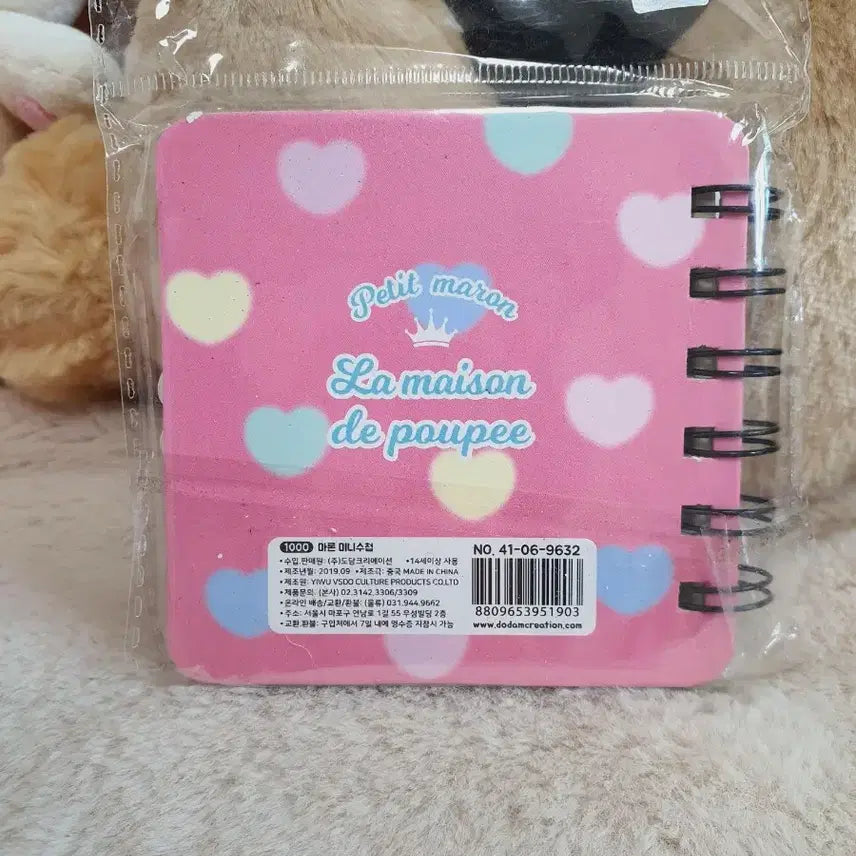 Petit maron
La maison
de poupee
1000 마론 미니수첩
• 수입 판매원: (주)도담크리에이션 • 14세이상 사용
• 제조년월: 2019.09 • 제조국: 중국 MADE IN CHINA
• 제조원: YIWU VSDO CULTURE PRODUCTS CO.,LTD
• 제품문의: (본사) 02.3142.3306/3309
• 온라인 배송/교환/환불: (물류) 031.944.9662
• 주소: 서울시 마포구 연남로 1길 55 우성빌딩 2층
• 교환.환불: 구입처에서 7일 내에 영수증 지참시 가능
NO. 41-06-9632
8809653951903
www.dodamcreation.com